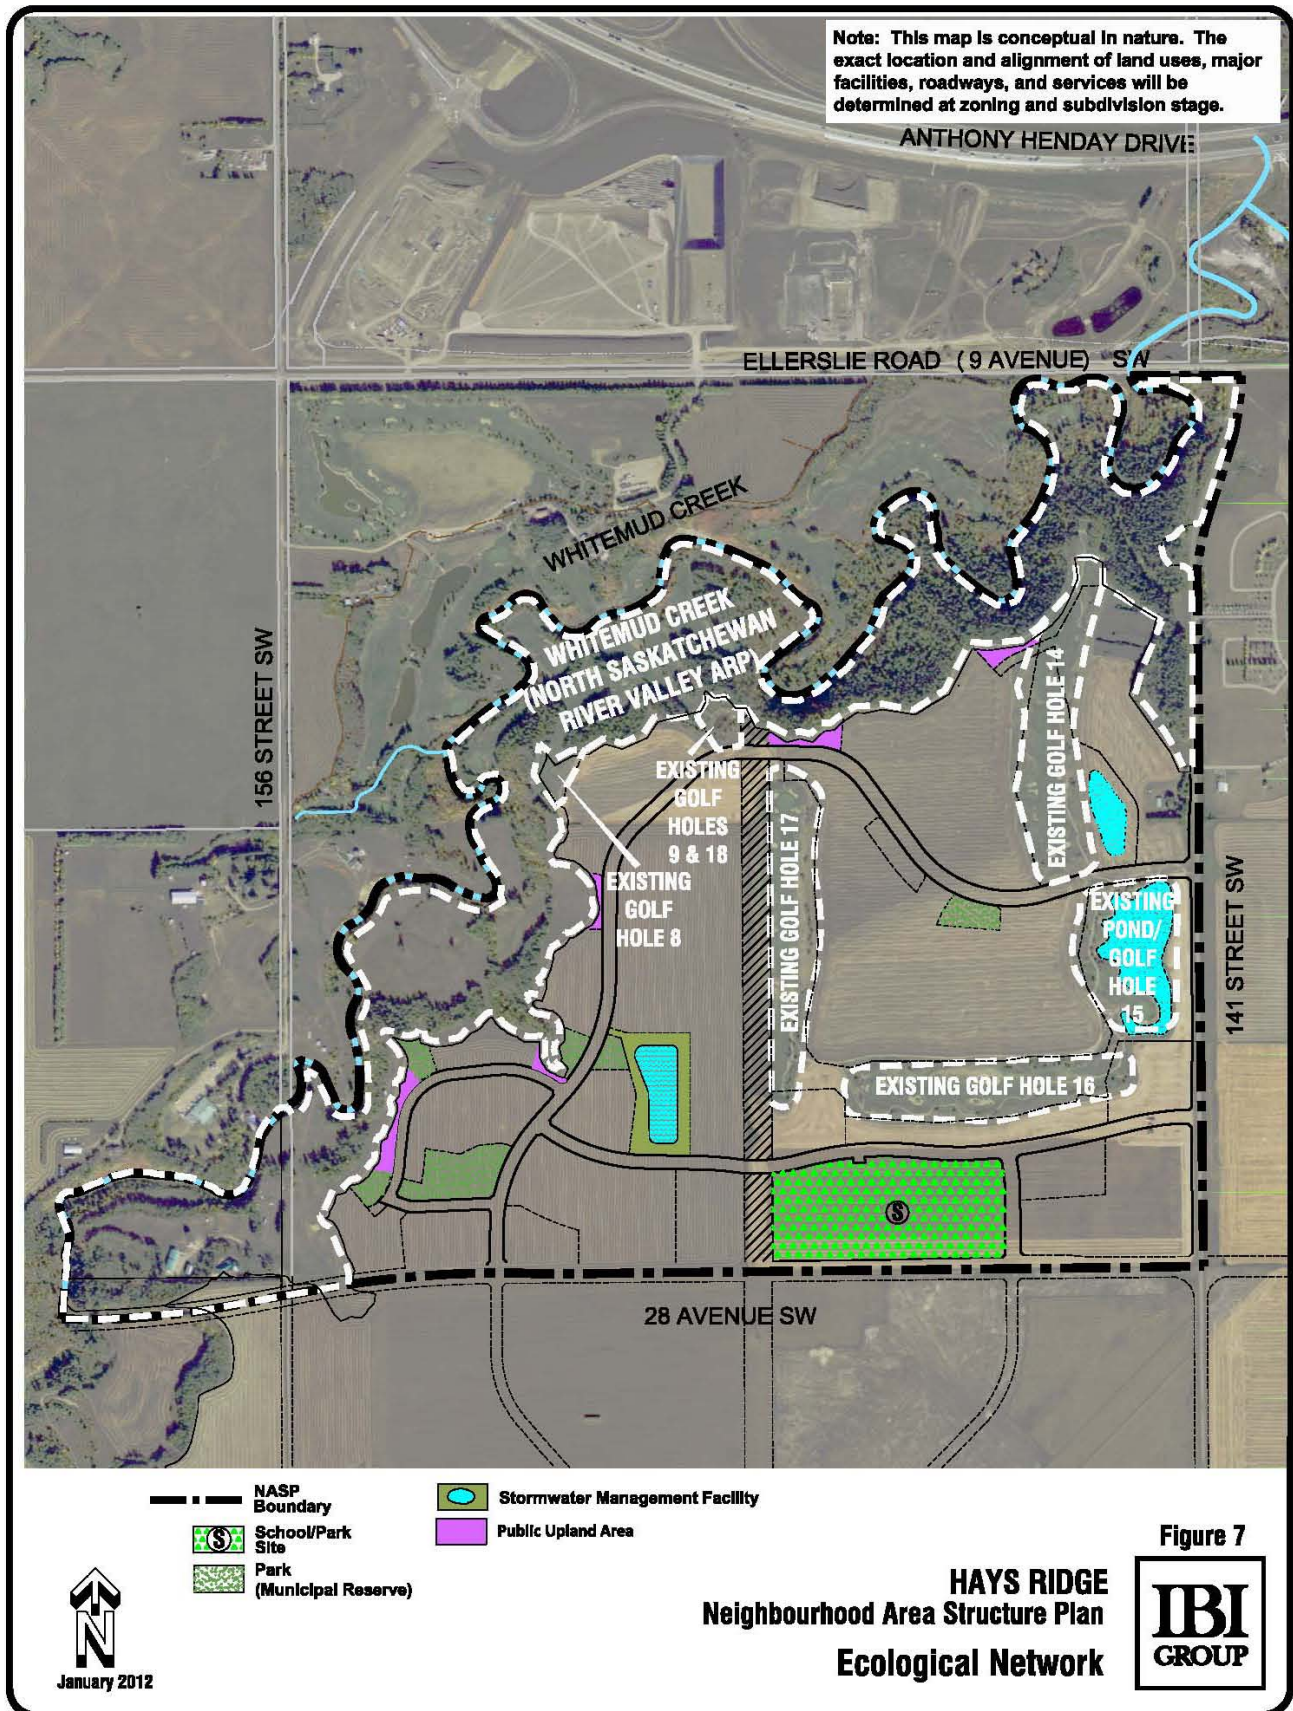 Note: This map is conceptual in nature. The
exact location and alignment of land uses, major
facilities, roadways, and services will be
determined at zoning and subdivision stage.
ANTHONY HENDAY DRIVE
ELLERSLIE ROAD (9 AVENUE) SW
WHITEMUD CREEK
WHITEMUD CREEK
(NORTH SASKATCHEWAN
RIVER VALLEY ARP)
156 STREET SW
EXISTING GOLF HOLE 14
EXISTING
GOLF
HOLES
9 & 18
EXISTING
GOLF
HOLE 8
EXISTING GOLF HOLE 17
EXISTING
POND/
GOLF
HOLE
15
141 STREET SW
EXISTING GOLF HOLE 16
S
28 AVENUE SW
NASP
Boundary
S
School/Park
Site
Park
(Municipal Reserve)
Stormwater Management Facility
Public Upland Area
N
January 2012
Figure 7
HAYS RIDGE
Neighbourhood Area Structure Plan
Ecological Network
IBI
GROUP